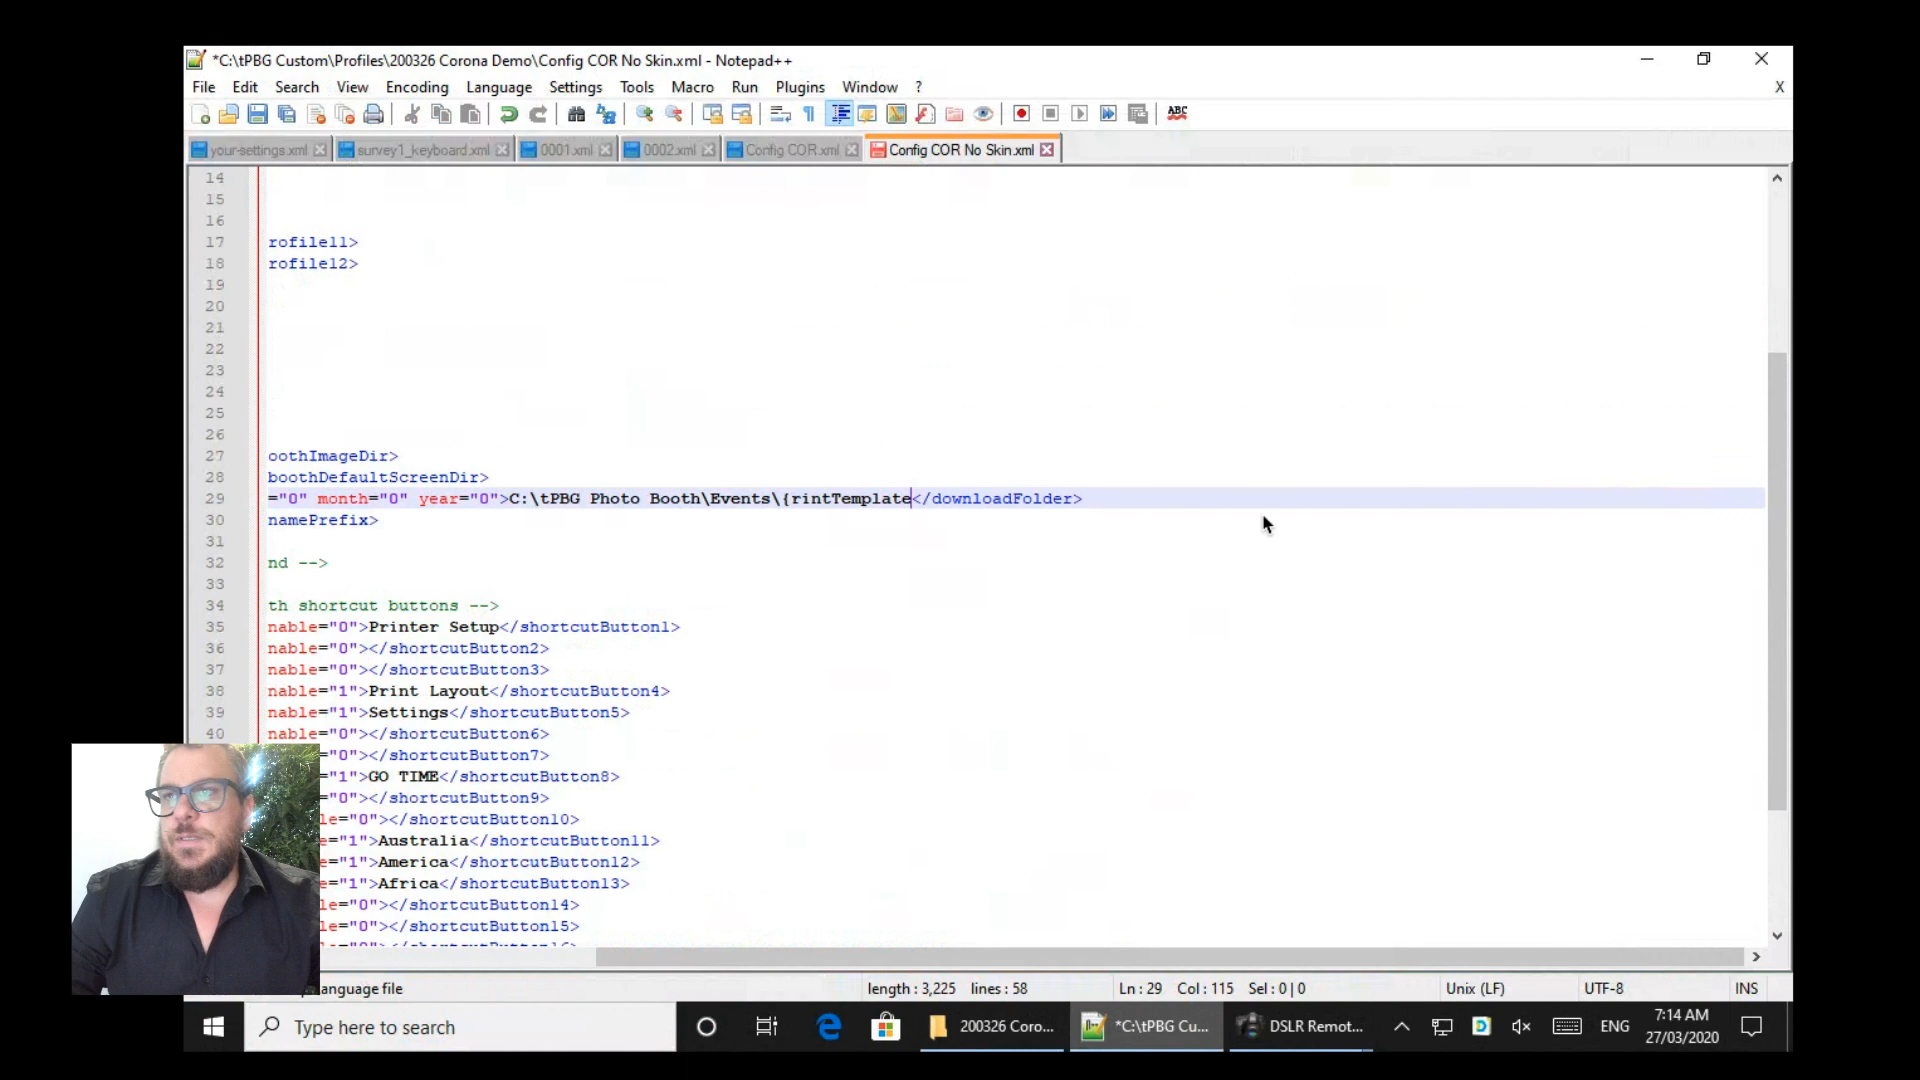 *C:\tPBG Custom\Profiles\200326 Corona Demo\Config COR No Skin.xml - Notepad++
File Edit Search View Encoding Language Settings Tools Macro Run Plugins Window ? X
ABC
your-settings.xml survey1_keyboard.xml 0001.xml 0002.xml Config COR.xml Config COR No Skin.xml
14
15
16
17 rofile11>
18 rofile12>
19
20
21
22
23
24
25
26
27 oothImageDir>
28 boothDefaultScreenDir>
29 ="0" month="0" year="0">C:\tPBG Photo Booth\Events\{rintTemplate</downloadFolder>
30 namePrefix>
31
32 nd -->
33
34 th shortcut buttons -->
35 nable="0">Printer Setup</shortcutButton1>
36 nable="0"></shortcutButton2>
37 nable="0"></shortcutButton3>
38 nable="1">Print Layout</shortcutButton4>
39 nable="1">Settings</shortcutButton5>
40 nable="0"></shortcutButton6>
="0"></shortcutButton7>
="1">GO TIME</shortcutButton8>
="0"></shortcutButton9>
le="0"></shortcutButton10>
e="1">Australia</shortcutButton11>
e="1">America</shortcutButton12>
e="1">Africa</shortcutButton13>
le="0"></shortcutButton14>
le="0"></shortcutButton15>
anguage file length : 3,225 lines : 58 Ln : 29 Col : 115 Sel : 0 | 0 Unix (LF) UTF-8 INS
Type here to search 200326 Coro... *C:\tPBG Cu... DSLR Remot... ENG 7:14 AM
27/03/2020